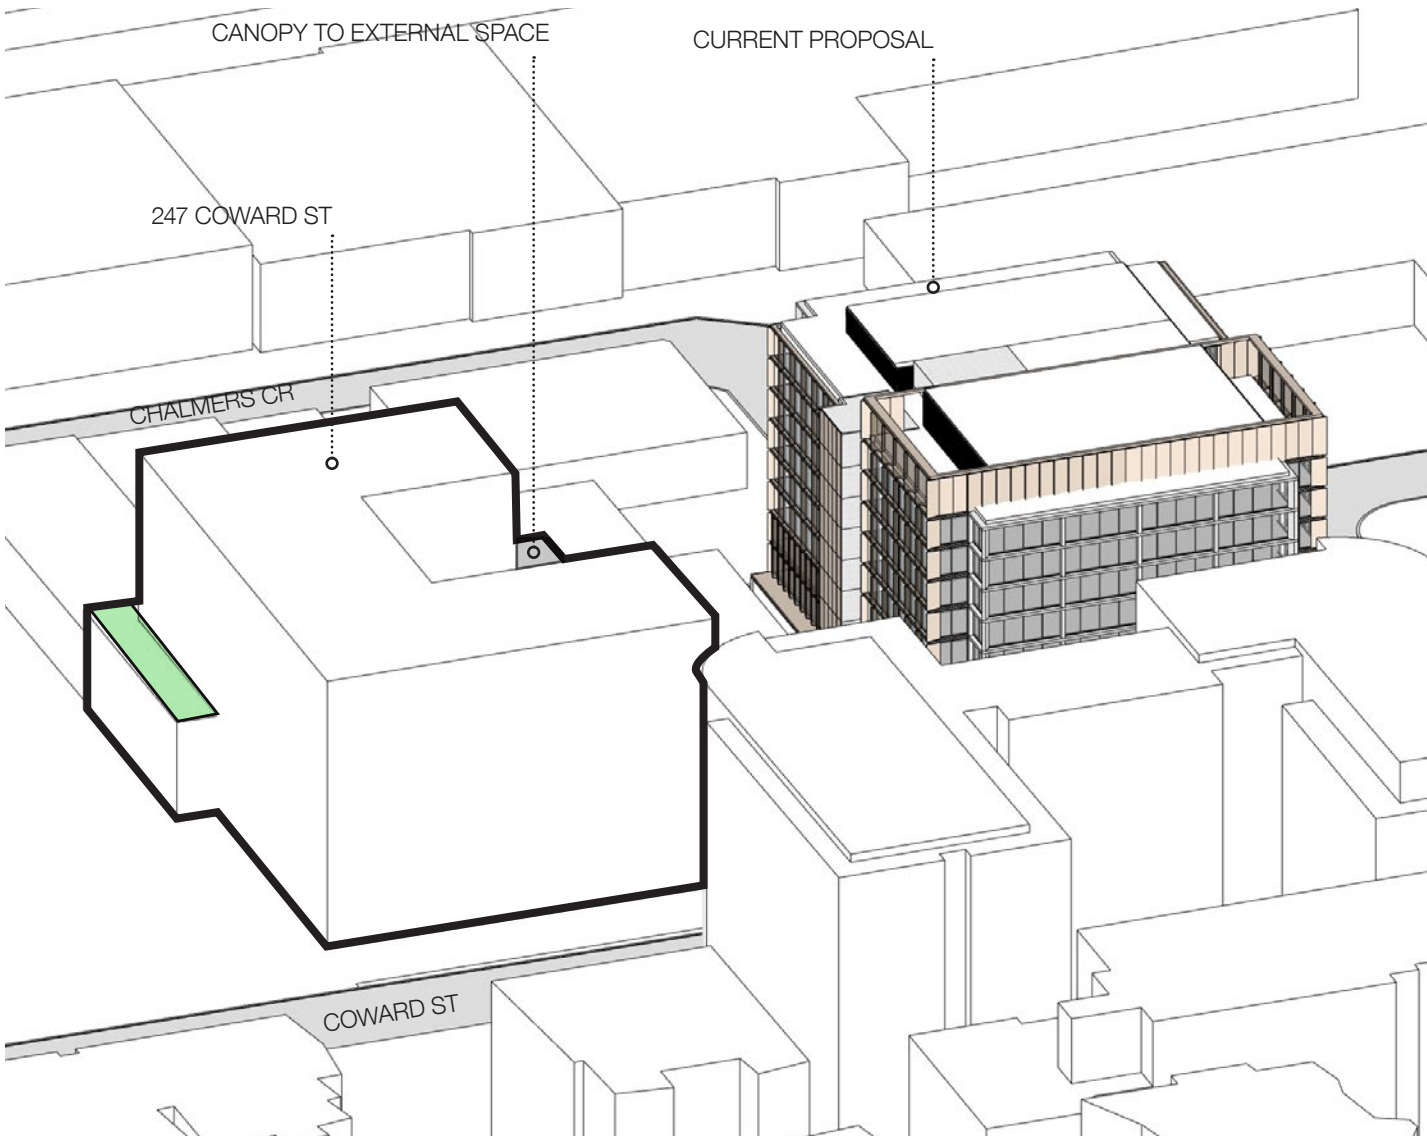 CANOPY TO EXTERNAL SPACE
CURRENT PROPOSAL
247 COWARD ST
CHALMERS CR
COWARD ST